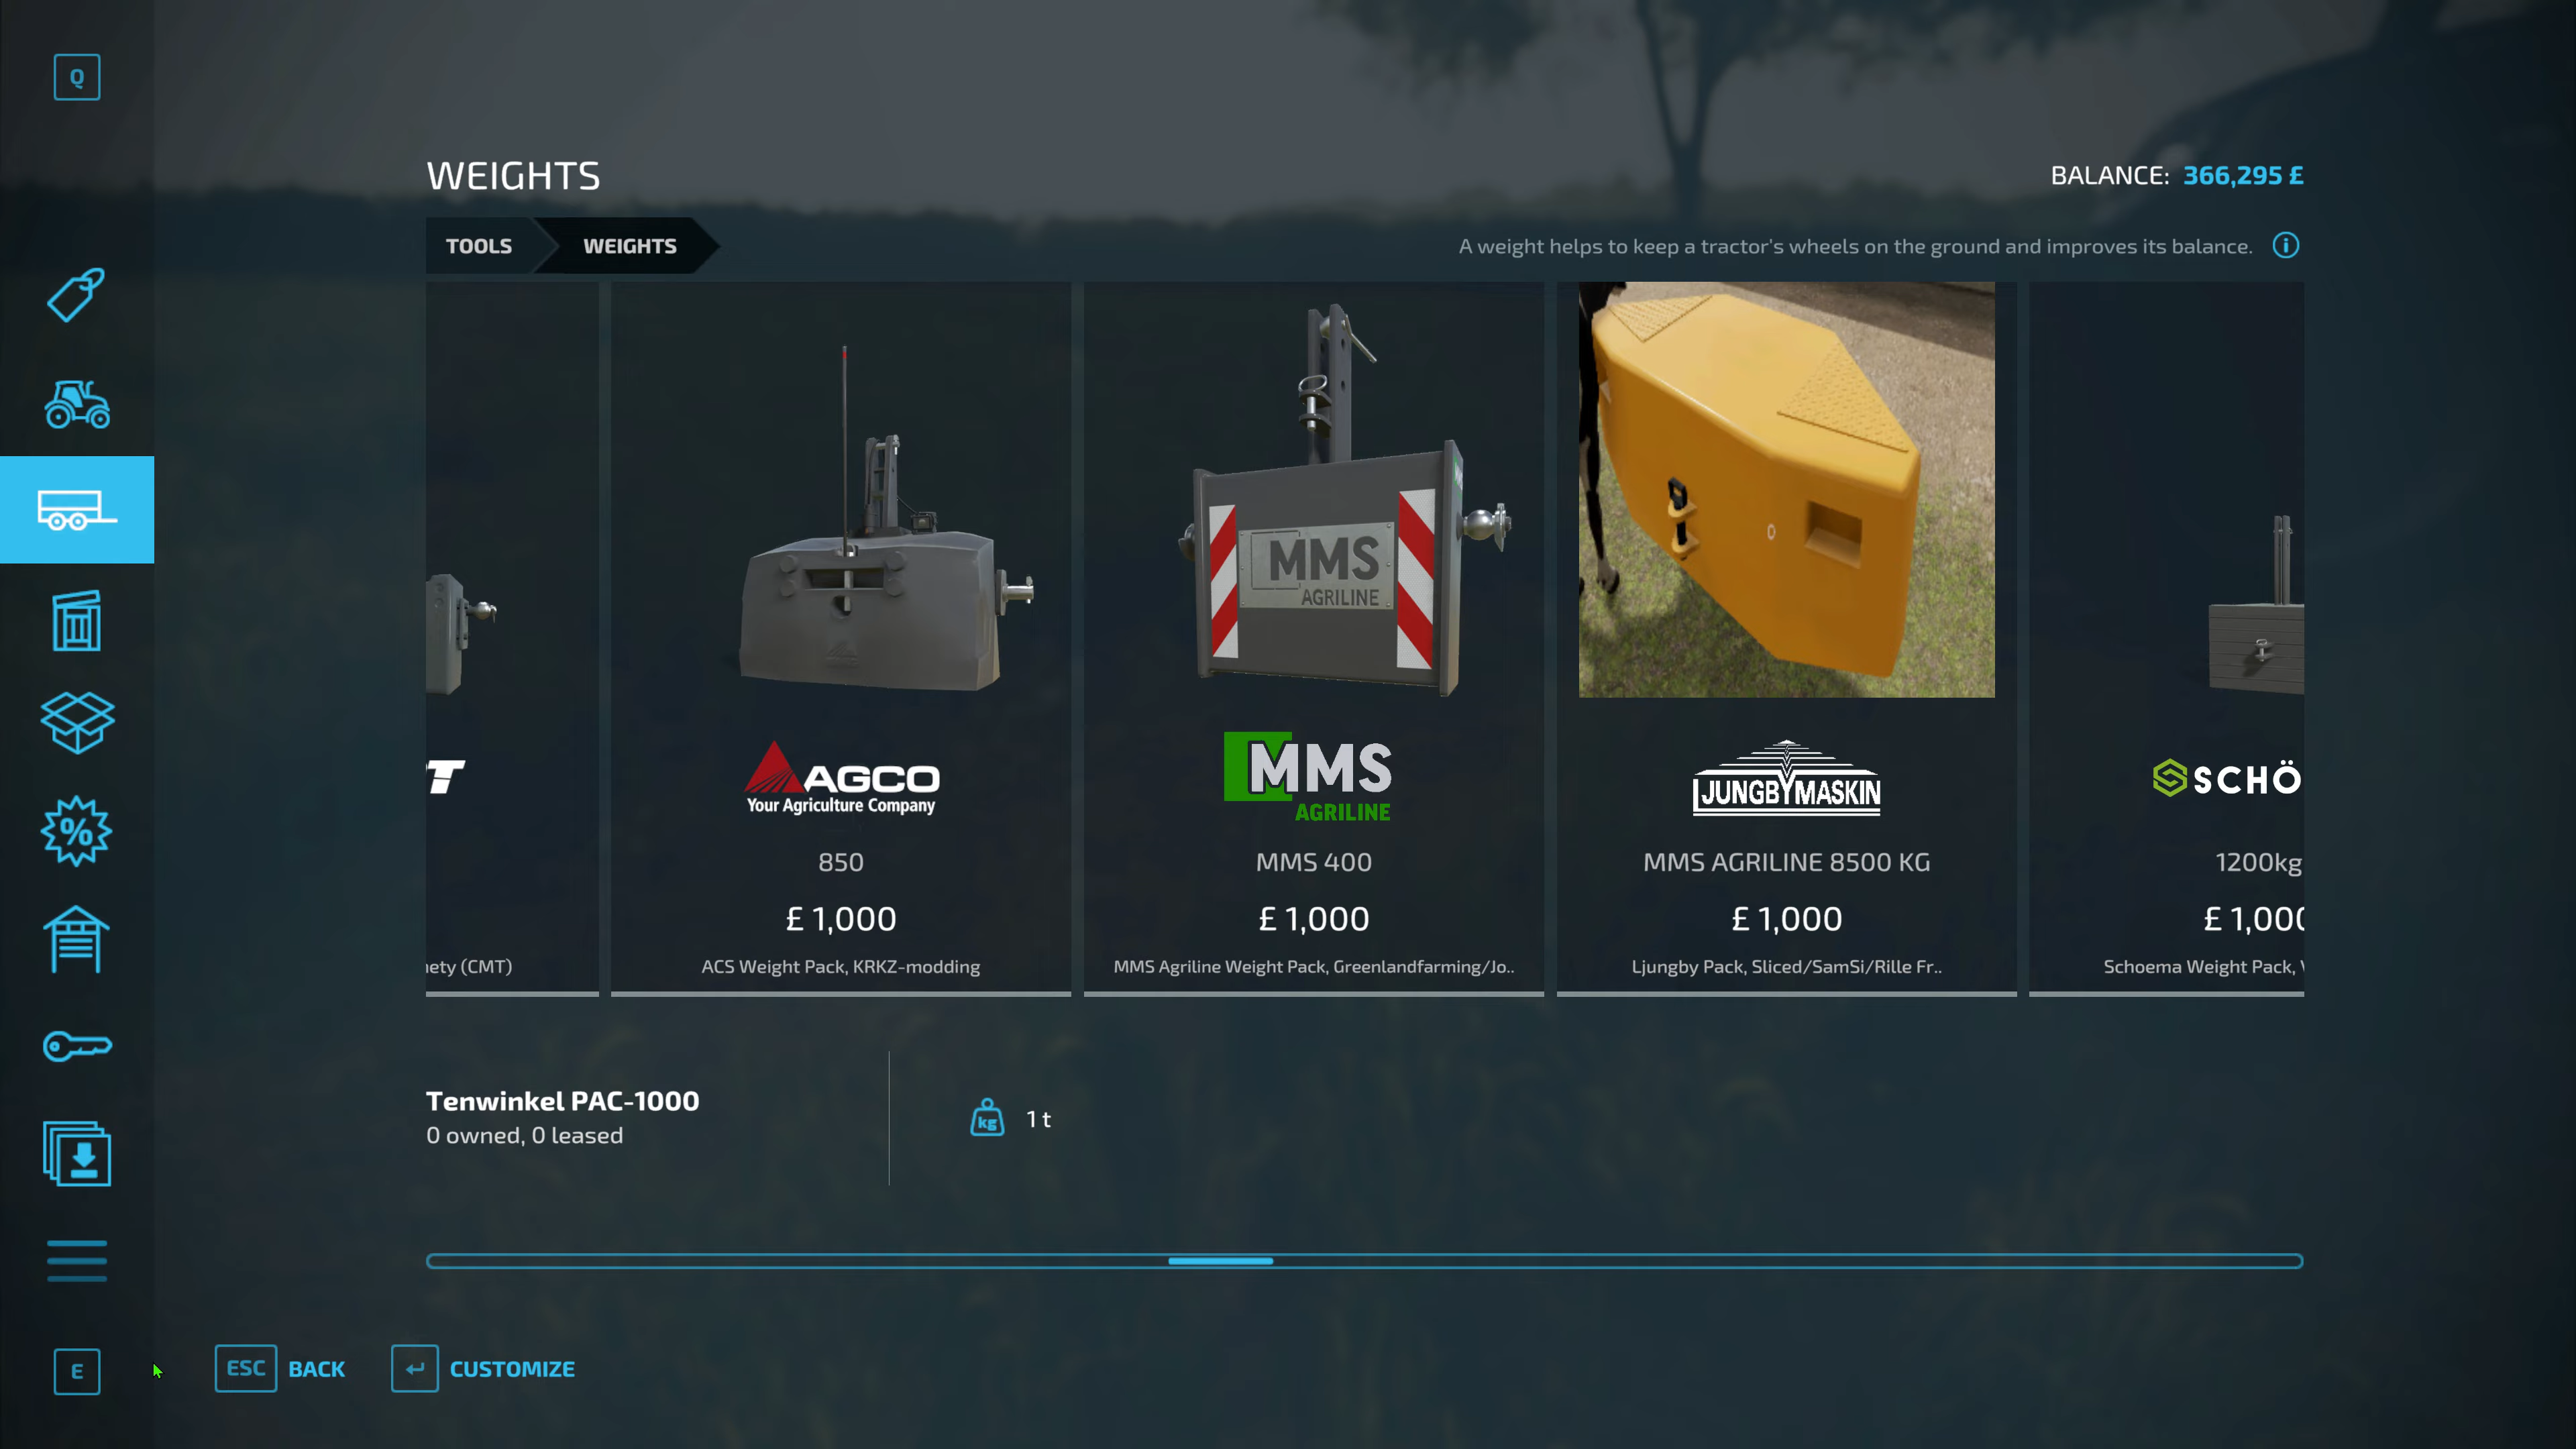 Q
WEIGHTS
BALANCE: 366,295 £
TOOLS
WEIGHTS
A weight helps to keep a tractor's wheels on the ground and improves its balance.
MMS
AGRILINE
T
AGCO
Your Agriculture Company
MMS
AGRILINE
LJUNGBYMASKIN
SCHÖ
850
MMS 400
MMS AGRILINE 8500 KG
1200kg
£ 1,000
£ 1,000
£ 1,000
£ 1,000
nety (CMT)
ACS Weight Pack, KRKZ-modding
MMS Agriline Weight Pack, Greenlandfarming/Jo..
Ljungby Pack, Sliced/SamSi/Rille Fr..
Schoema Weight Pack,
Tenwinkel PAC-1000
0 owned, 0 leased
kg
1 t
E
ESC BACK
CUSTOMIZE